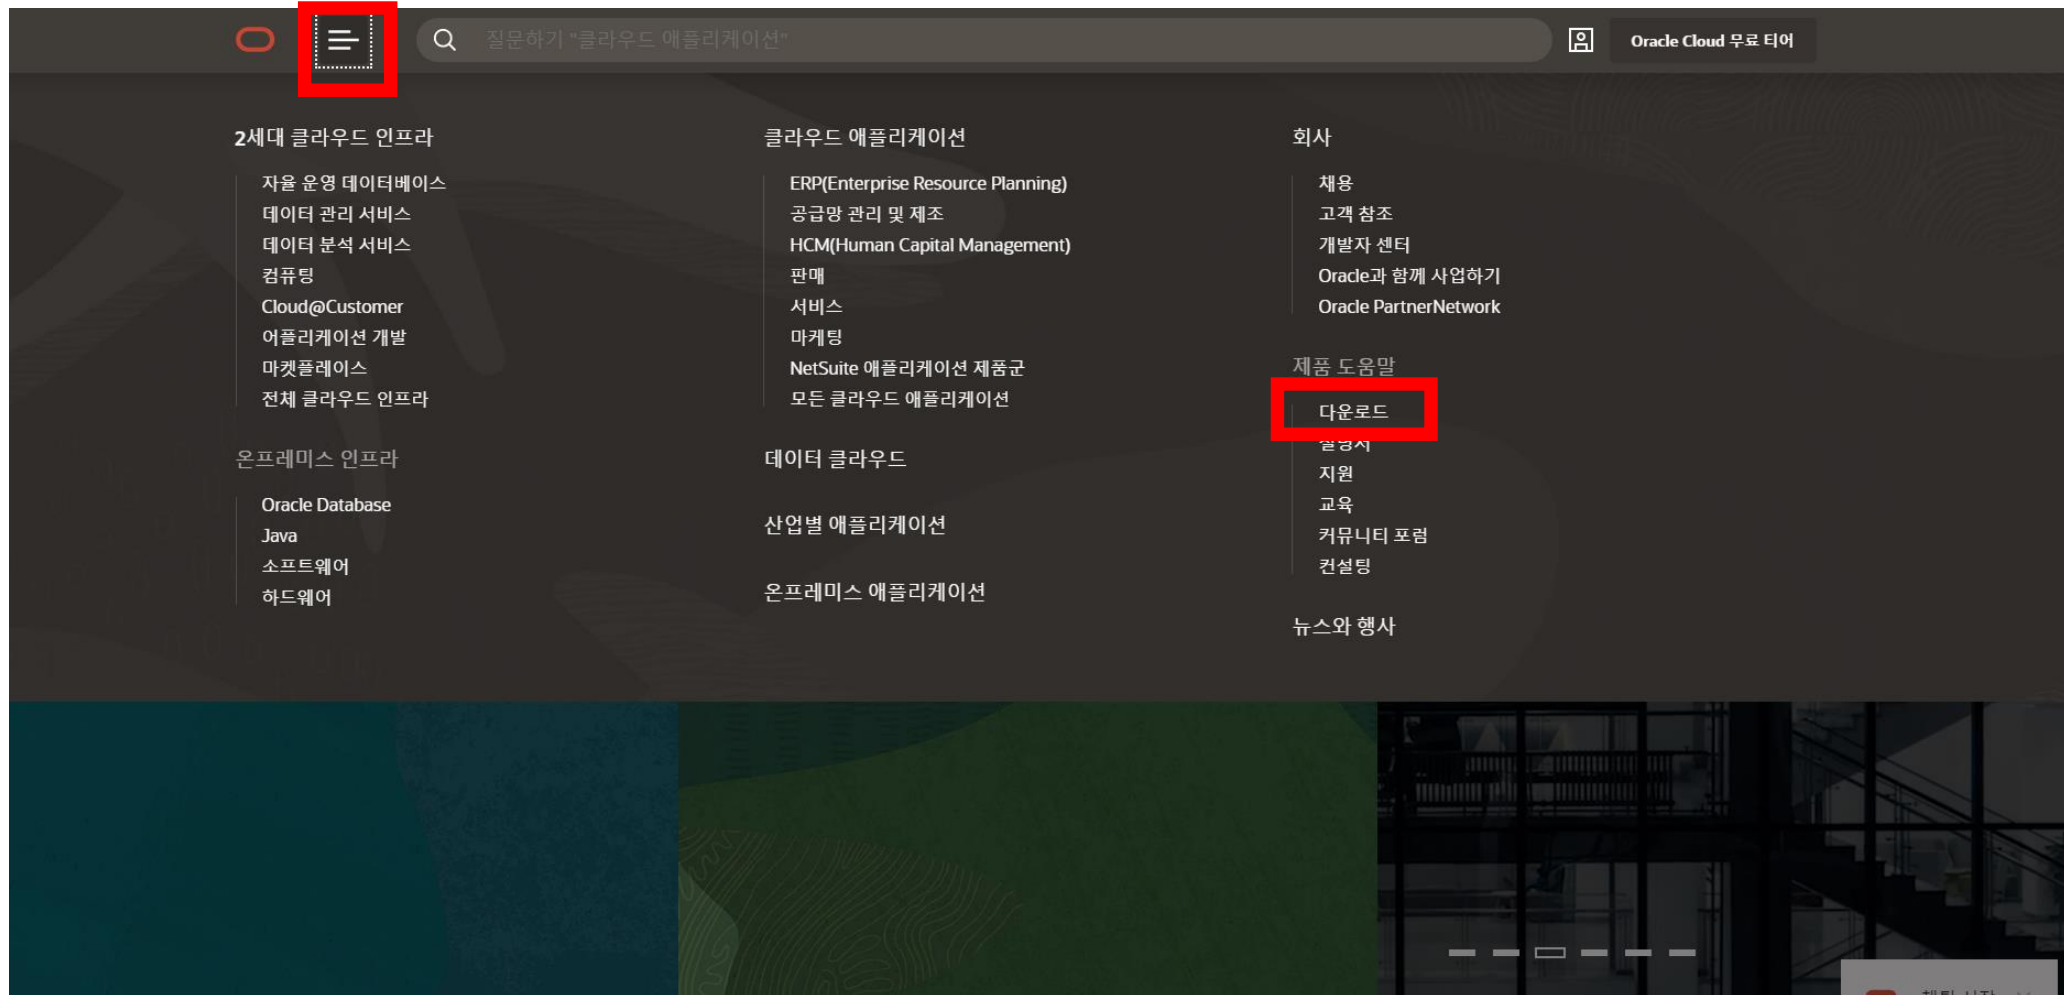 질문하기 "클라우드 애플리케이션"
Oracle Cloud 무료 티어
2세대 클라우드 인프라
자율 운영 데이터베이스
데이터 관리 서비스
데이터 분석 서비스
컴퓨팅
Cloud@Customer
어플리케이션 개발
마켓플레이스
전체 클라우드 인프라
온프레미스 인프라
Oracle Database
Java
소프트웨어
하드웨어
클라우드 애플리케이션
ERP(Enterprise Resource Planning)
공급망 관리 및 제조
HCM(Human Capital Management)
판매
서비스
마케팅
NetSuite 애플리케이션 제품군
모든 클라우드 애플리케이션
데이터 클라우드
산업별 애플리케이션
온프레미스 애플리케이션
회사
채용
고객 참조
개발자 센터
Oracle과 함께 사업하기
Oracle PartnerNetwork
제품 도움말
다운로드
설명서
지원
교육
커뮤니티 포럼
컨설팅
뉴스와 행사